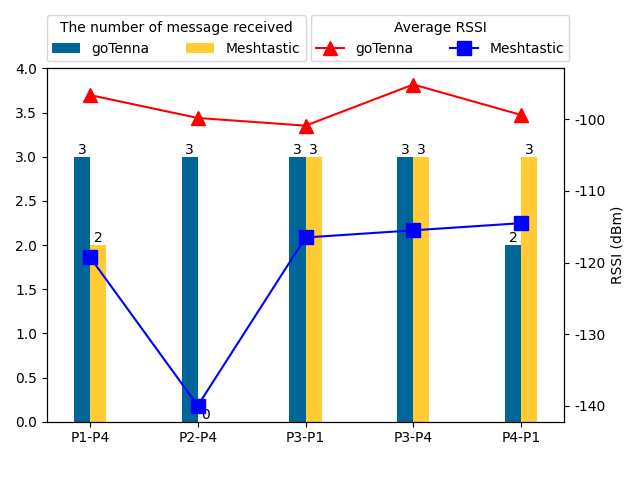 The number of message received
goTenna Meshtastic
Average RSSI
goTenna Meshtastic
4.0
3.5
3.0
2.5
2.0
1.5
1.0
0.5
0.0
3 2 3 0 3 3 3 3 2 3
-100
-110
-120
-130
-140
RSSI (dBm)
P1-P4 P2-P4 P3-P1 P3-P4 P4-P1